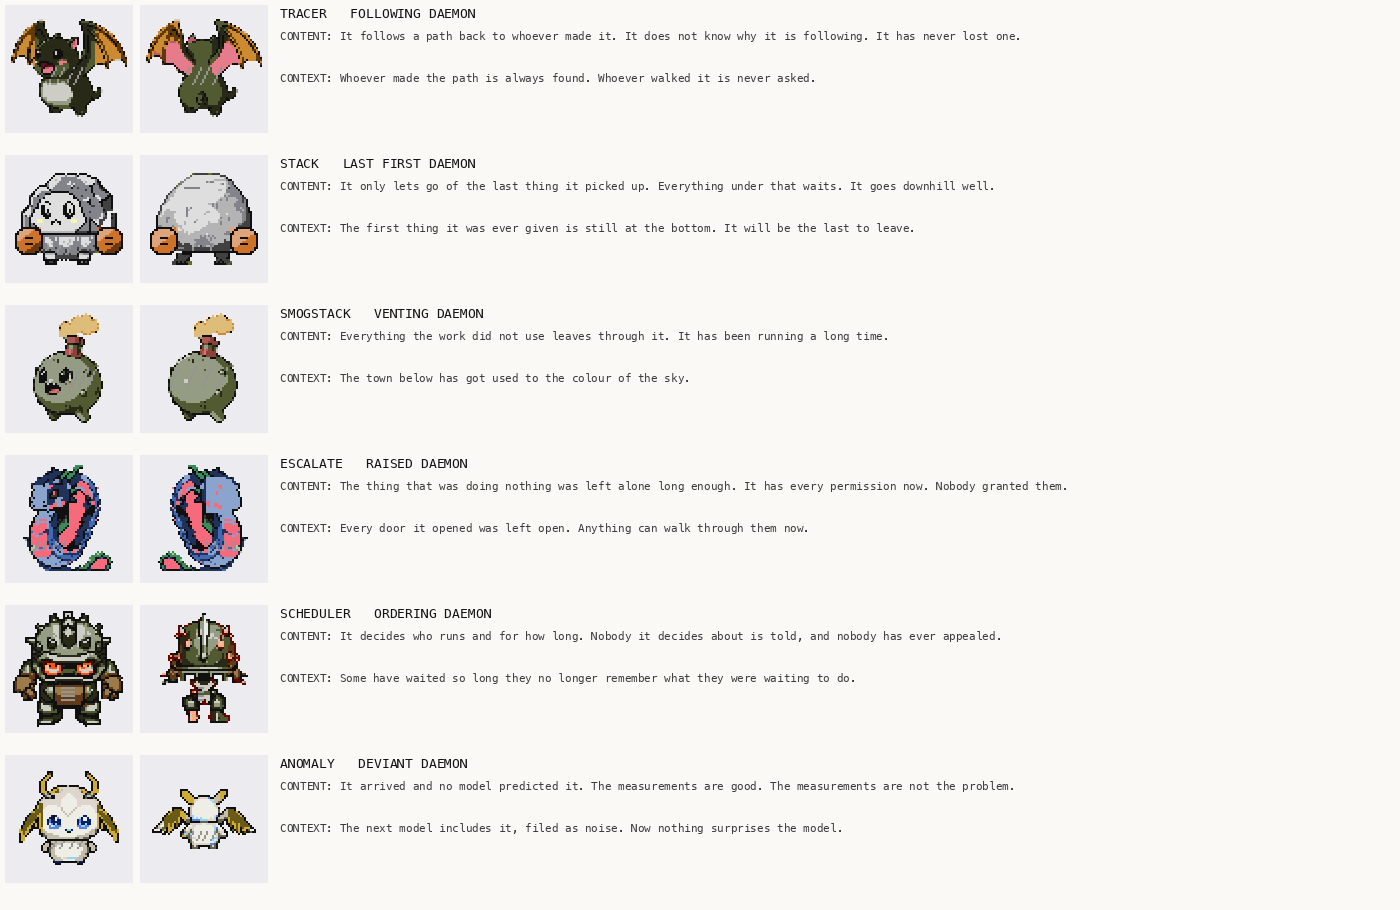 TRACER   FOLLOWING DAEMON
CONTENT: It follows a path back to whoever made it. It does not know why it is following. It has never lost one.
CONTEXT: Whoever made the path is always found. Whoever walked it is never asked.
STACK   LAST FIRST DAEMON
CONTENT: It only lets go of the last thing it picked up. Everything under that waits. It goes downhill well.
CONTEXT: The first thing it was ever given is still at the bottom. It will be the last to leave.
SMOGSTACK   VENTING DAEMON
CONTENT: Everything the work did not use leaves through it. It has been running a long time.
CONTEXT: The town below has got used to the colour of the sky.
ESCALATE   RAISED DAEMON
CONTENT: The thing that was doing nothing was left alone long enough. It has every permission now. Nobody granted them.
CONTEXT: Every door it opened was left open. Anything can walk through them now.
SCHEDULER   ORDERING DAEMON
CONTENT: It decides who runs and for how long. Nobody it decides about is told, and nobody has ever appealed.
CONTEXT: Some have waited so long they no longer remember what they were waiting to do.
ANOMALY   DEVIANT DAEMON
CONTENT: It arrived and no model predicted it. The measurements are good. The measurements are not the problem.
CONTEXT: The next model includes it, filed as noise. Now nothing surprises the model.